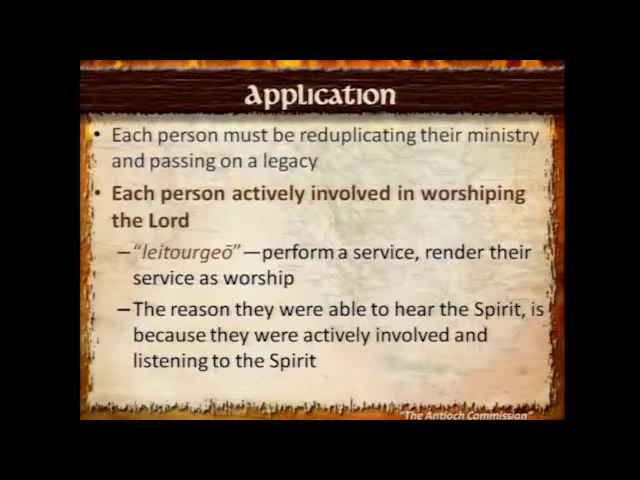 Application
• Each person must be reduplicating their ministry
and passing on a legacy
• Each person actively involved in worshiping
the Lord
–"leitourgeō"—perform a service, render their
service as worship
–The reason they were able to hear the Spirit, is
because they were actively involved and
listening to the Spirit
"The Antioch Commission"